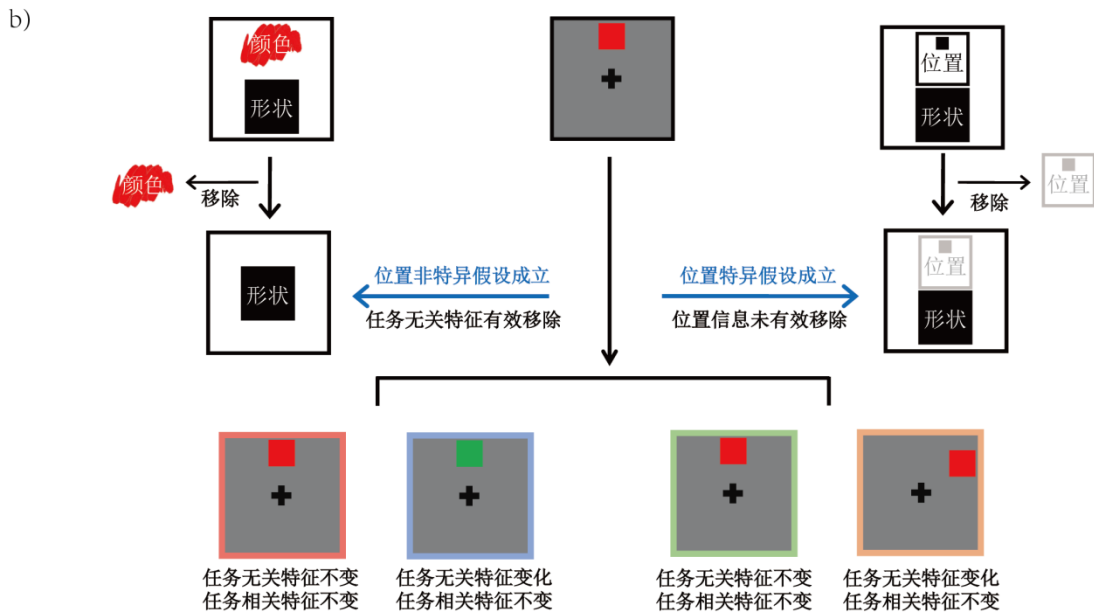 b)
颜色
形状
位置
形状
颜色
移除
移除
位置
形状
位置非特异假设成立
任务无关特征有效移除
位置特异假设成立
位置信息未有效移除
位置
形状
任务无关特征不变
任务相关特征不变
任务无关特征变化
任务相关特征不变
任务无关特征不变
任务相关特征不变
任务无关特征变化
任务相关特征不变